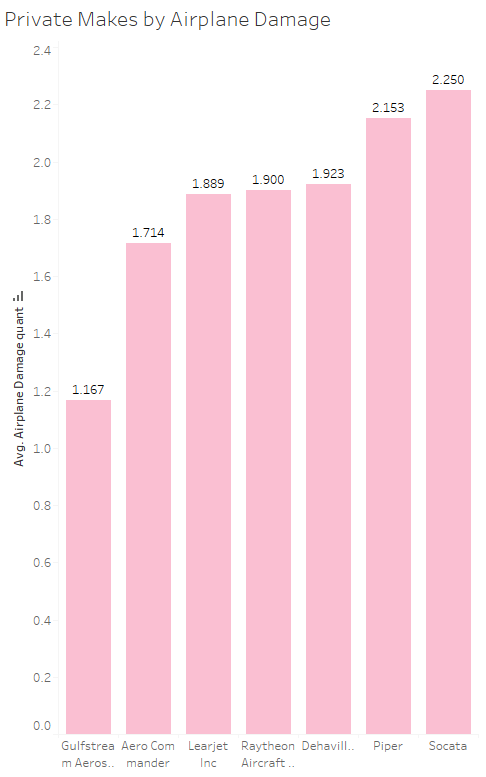 Private Makes by Airplane Damage
2.4
2.2
2.0
1.8
1.6
1.4
1.2
1.0
0.8
0.6
0.4
0.2
0.0
Avg. Airplane Damage quant
1.167
1.714
1.889
1.900
1.923
2.153
2.250
Gulfstrea
m Aeros..
Aero Com
mander
Learjet
Inc
Raytheon
Aircraft ..
Dehavill..
Piper
Socata